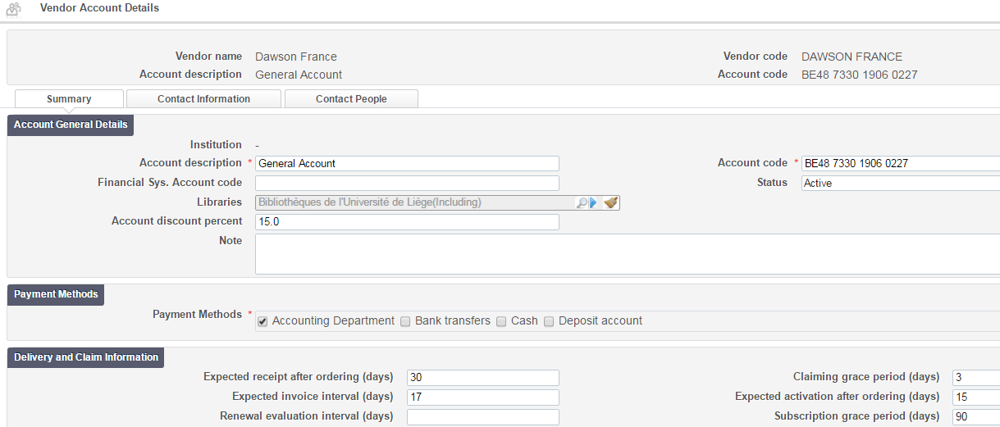 Vendor Account Details
Vendor name Dawson France Vendor code DAWSON FRANCE
Account description General Account Account code BE48 7330 1906 0227
Summary Contact Information Contact People
Account General Details
Institution -
Account description * General Account Account code * BE48 7330 1906 0227
Financial Sys. Account code Status Active
Libraries Bibliothèques de l'Université de Liège(Including)
Account discount percent 15.0
Note
Payment Methods
Payment Methods * Accounting Department Bank transfers Cash Deposit account
Delivery and Claim Information
Expected receipt after ordering (days) 30 Claiming grace period (days) 3
Expected invoice interval (days) 17 Expected activation after ordering (days) 15
Renewal evaluation interval (days) Subscription grace period (days) 90